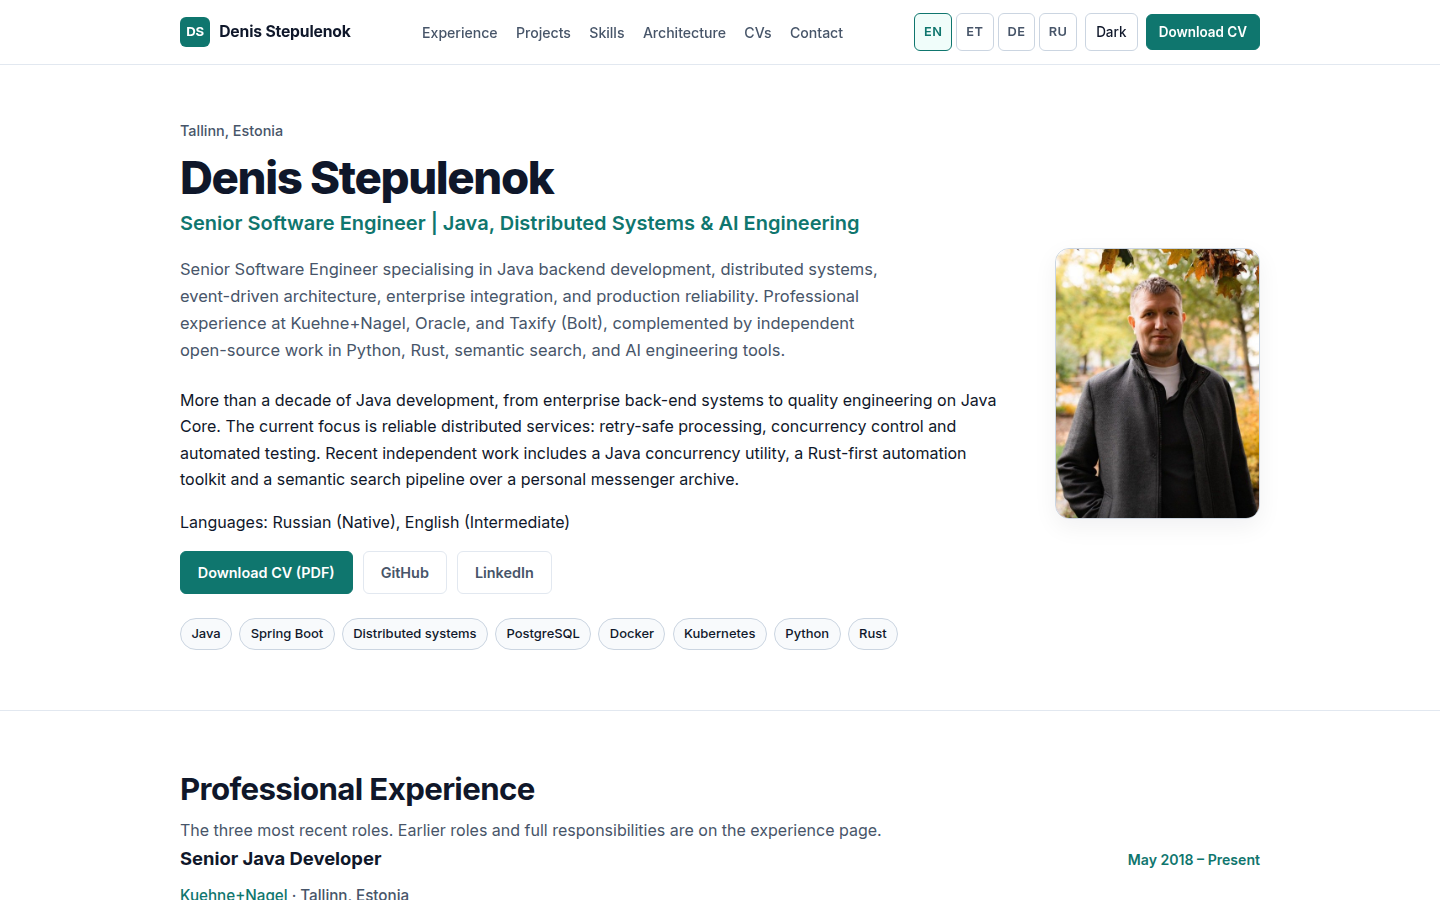 DS Denis Stepulenok Experience Projects Skills Architecture CVs Contact EN ET DE RU Dark Download CV
Tallinn, Estonia
Denis Stepulenok
Senior Software Engineer | Java, Distributed Systems & AI Engineering
Senior Software Engineer specialising in Java backend development, distributed systems,
event-driven architecture, enterprise integration, and production reliability. Professional
experience at Kuehne+Nagel, Oracle, and Taxify (Bolt), complemented by independent
open-source work in Python, Rust, semantic search, and AI engineering tools.
More than a decade of Java development, from enterprise back-end systems to quality engineering on Java
Core. The current focus is reliable distributed services: retry-safe processing, concurrency control and
automated testing. Recent independent work includes a Java concurrency utility, a Rust-first automation
toolkit and a semantic search pipeline over a personal messenger archive.
Languages: Russian (Native), English (Intermediate)
Download CV (PDF) GitHub LinkedIn
Java Spring Boot Distributed systems PostgreSQL Docker Kubernetes Python Rust
Professional Experience
The three most recent roles. Earlier roles and full responsibilities are on the experience page.
Senior Java Developer May 2018 – Present
Kuehne+Nagel · Tallinn, Estonia